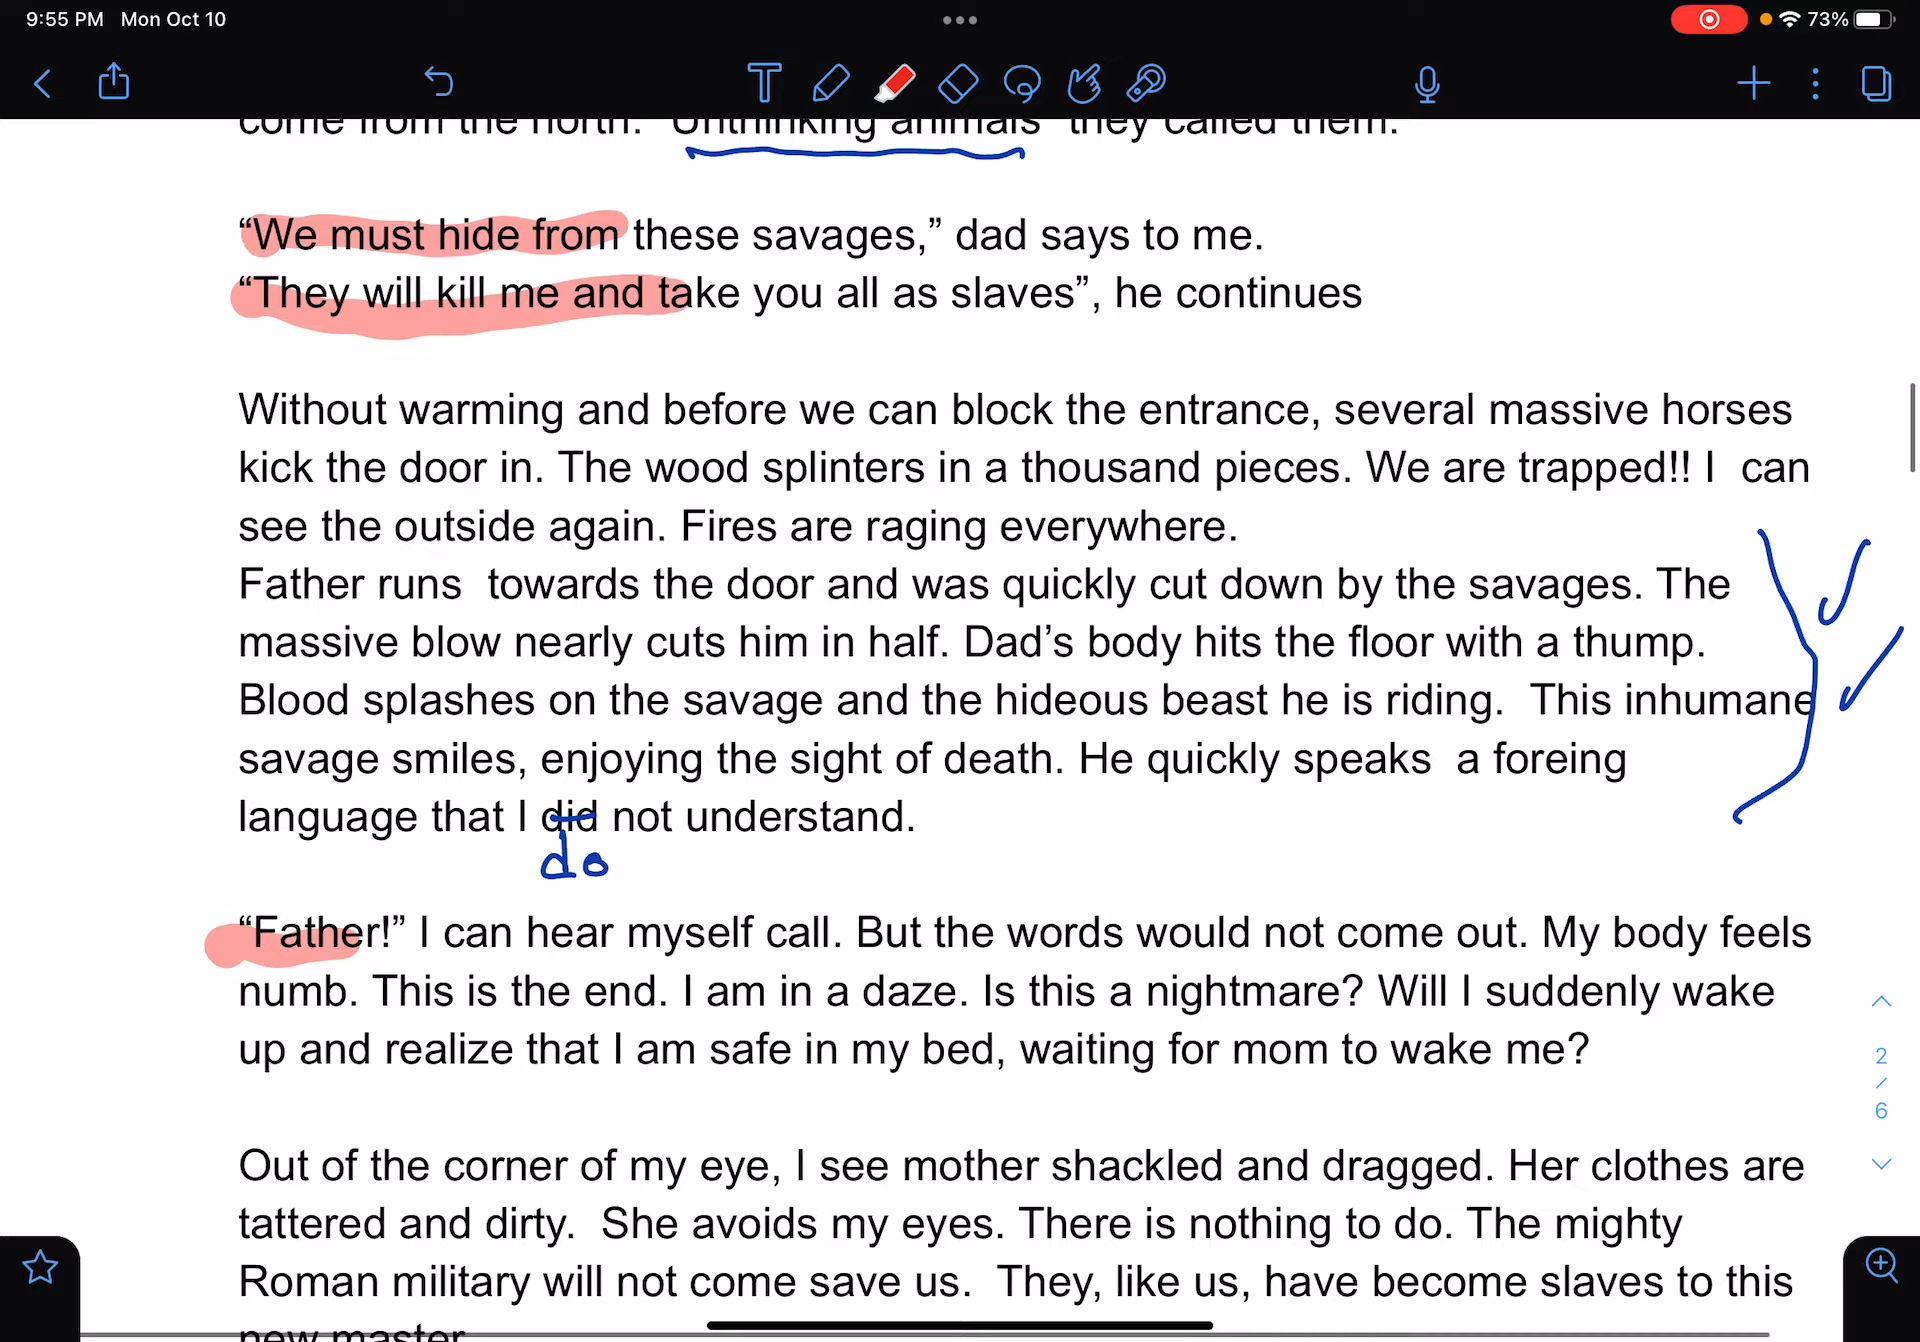 9:55 PM Mon Oct 10
73%
come from the north. "Unthinking animals" they called them.
“We must hide from these savages,” dad says to me.
“They will kill me and take you all as slaves”, he continues
Without warming and before we can block the entrance, several massive horses
kick the door in. The wood splinters in a thousand pieces. We are trapped!! I can
see the outside again. Fires are raging everywhere.
Father runs towards the door and was quickly cut down by the savages. The
massive blow nearly cuts him in half. Dad’s body hits the floor with a thump.
Blood splashes on the savage and the hideous beast he is riding. This inhumane
savage smiles, enjoying the sight of death. He quickly speaks a foreing
language that I did not understand.
do
“Father!” I can hear myself call. But the words would not come out. My body feels
numb. This is the end. I am in a daze. Is this a nightmare? Will I suddenly wake
up and realize that I am safe in my bed, waiting for mom to wake me?
2
/
6
Out of the corner of my eye, I see mother shackled and dragged. Her clothes are
tattered and dirty. She avoids my eyes. There is nothing to do. The mighty
Roman military will not come save us. They, like us, have become slaves to this
new master